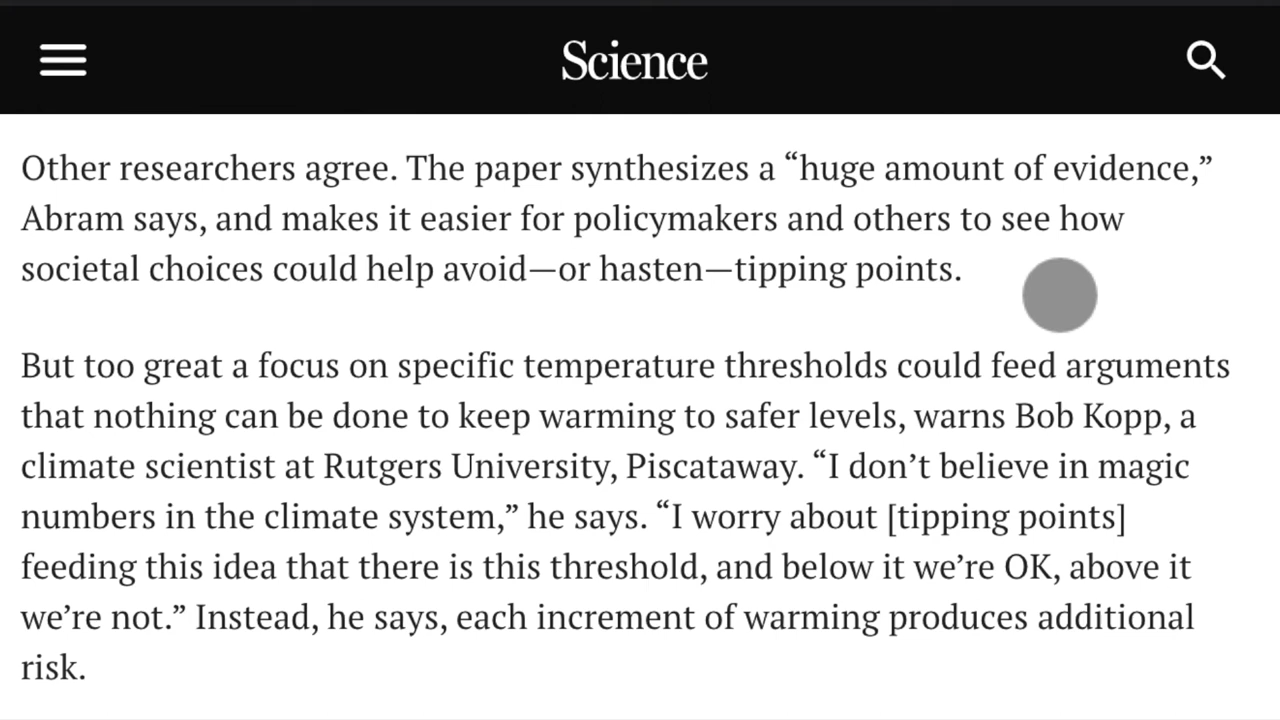 Science
Other researchers agree. The paper synthesizes a “huge amount of evidence,”
Abram says, and makes it easier for policymakers and others to see how
societal choices could help avoid—or hasten—tipping points.
But too great a focus on specific temperature thresholds could feed arguments
that nothing can be done to keep warming to safer levels, warns Bob Kopp, a
climate scientist at Rutgers University, Piscataway. “I don’t believe in magic
numbers in the climate system,” he says. “I worry about [tipping points]
feeding this idea that there is this threshold, and below it we’re OK, above it
we’re not.” Instead, he says, each increment of warming produces additional
risk.